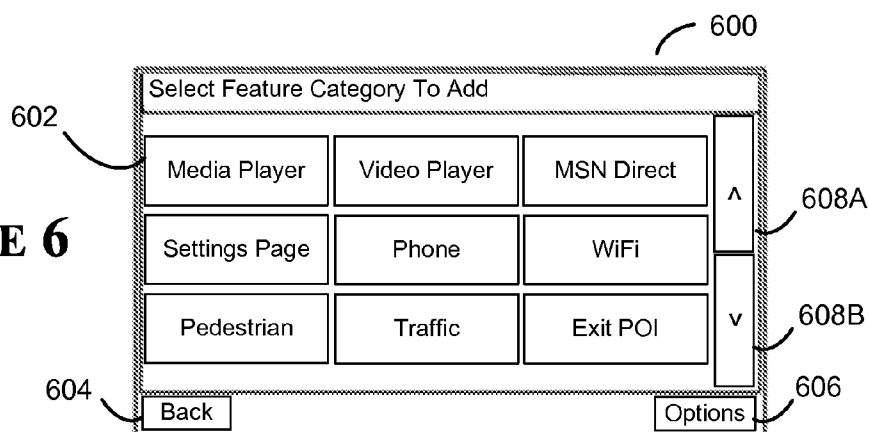 600
Select Feature Category To Add
602
Media Player Video Player MSN Direct
^
608A
E 6
Settings Page Phone WiFi
Pedestrian Traffic Exit POI
v
608B
604
606
Back Options